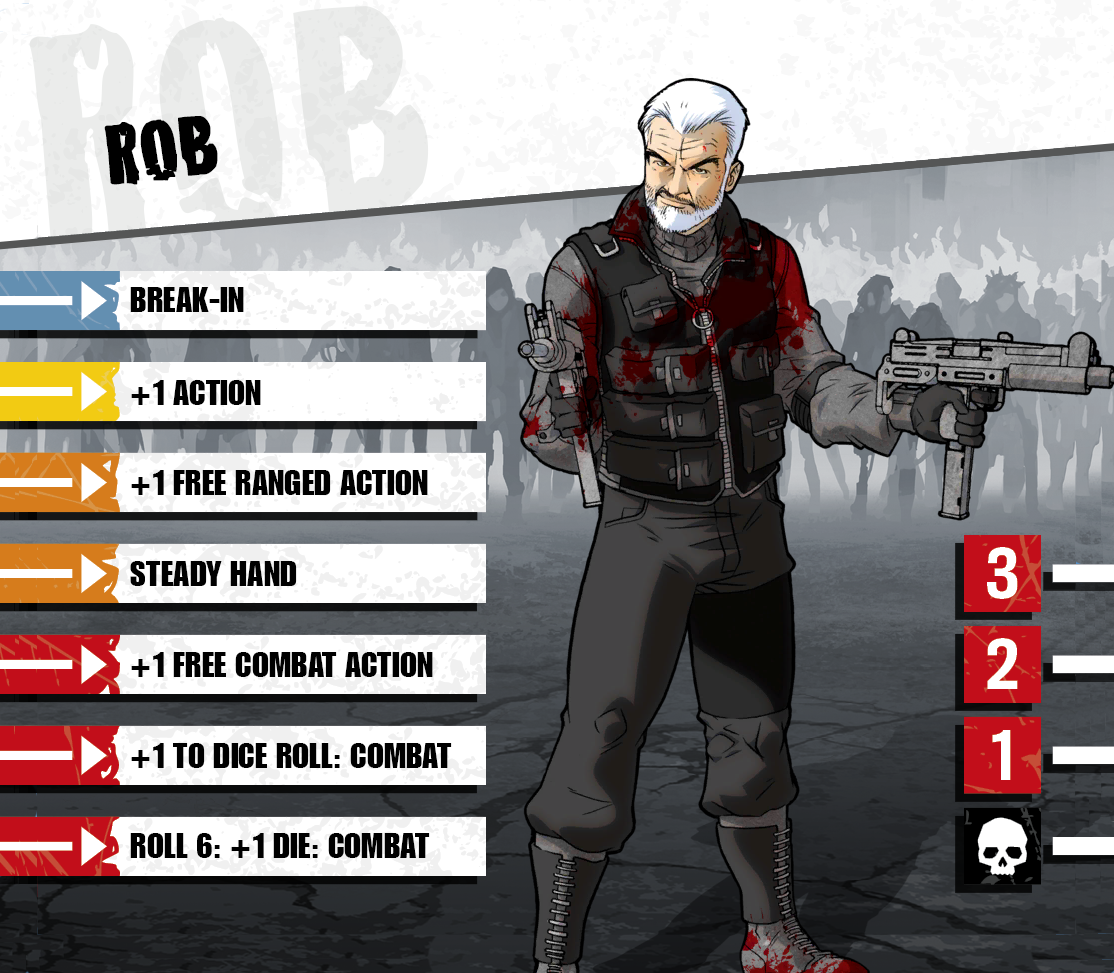 ROB
ROB
BREAK-IN
+1 ACTION
+1 FREE RANGED ACTION
STEADY HAND
+1 FREE COMBAT ACTION
+1 TO DICE ROLL: COMBAT
ROLL 6: +1 DIE: COMBAT
3
2
1